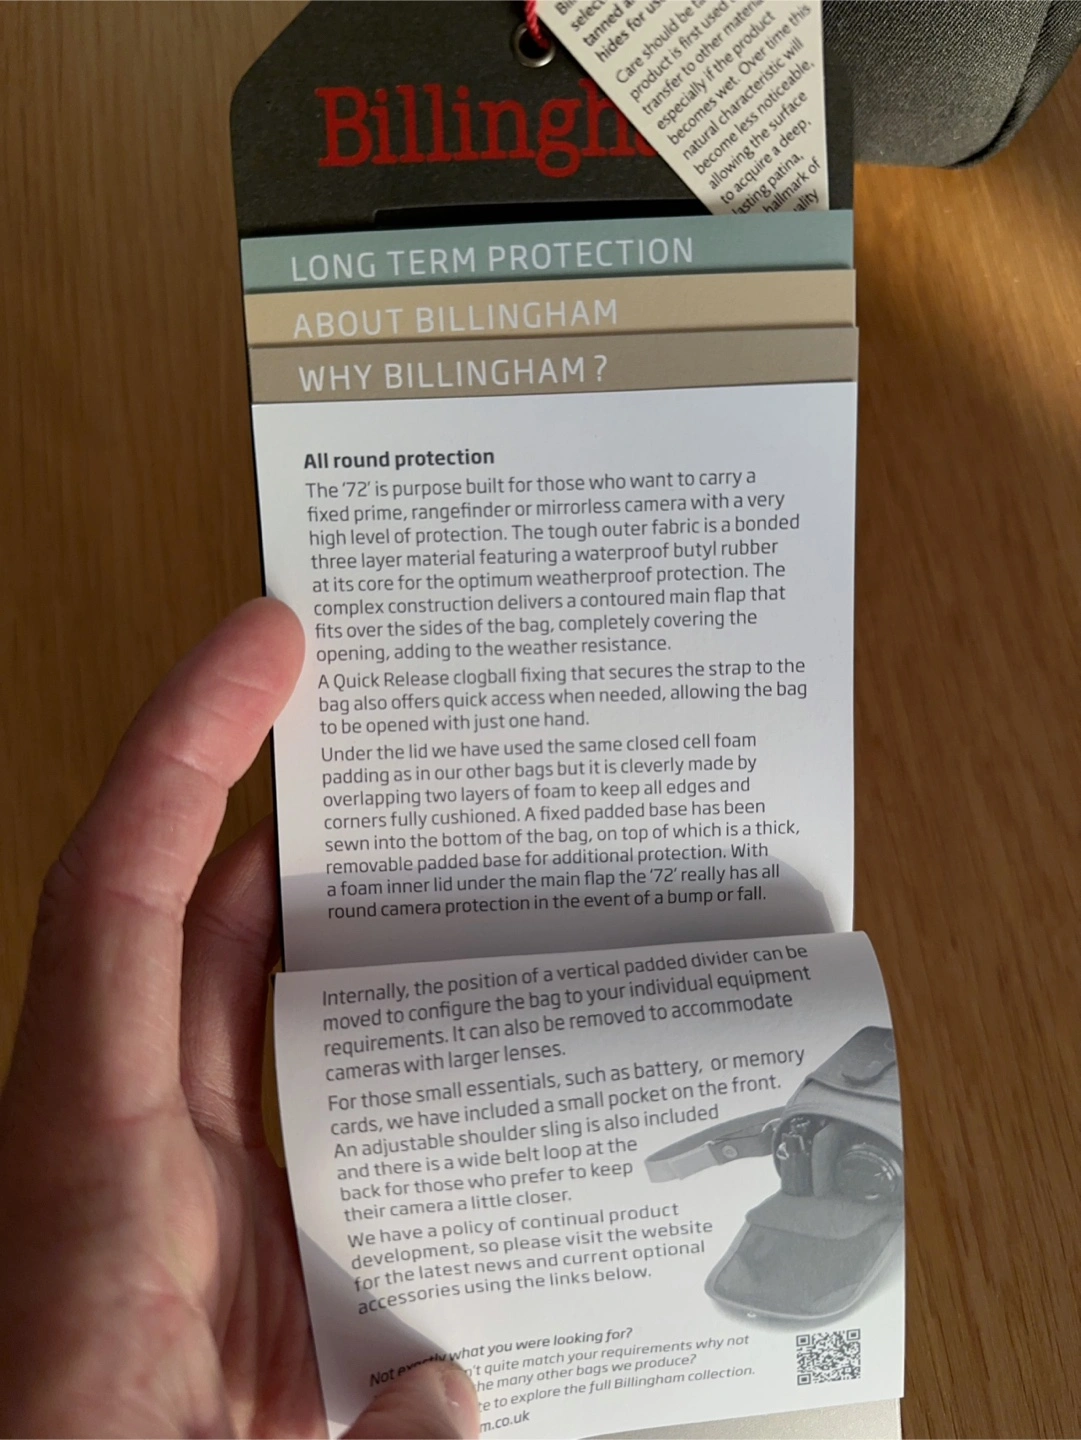 Billingh
select
tanned a
hides for us
Care should be ta
product is first used
transfer to other materia
especially if the product
becomes wet. Over time this
natural characteristic will
become less noticeable,
allowing the surface
to acquire a deep,
lasting patina,
hallmark of
ality
LONG TERM PROTECTION
ABOUT BILLINGHAM
WHY BILLINGHAM?
All round protection
The '72' is purpose built for those who want to carry a
fixed prime, rangefinder or mirrorless camera with a very
high level of protection. The tough outer fabric is a bonded
three layer material featuring a waterproof butyl rubber
at its core for the optimum weatherproof protection. The
complex construction delivers a contoured main flap that
fits over the sides of the bag, completely covering the
opening, adding to the weather resistance.
A Quick Release clogball fixing that secures the strap to the
bag also offers quick access when needed, allowing the bag
to be opened with just one hand.
Under the lid we have used the same closed cell foam
padding as in our other bags but it is cleverly made by
overlapping two layers of foam to keep all edges and
corners fully cushioned. A fixed padded base has been
sewn into the bottom of the bag, on top of which is a thick,
removable padded base for additional protection. With
a foam inner lid under the main flap the '72' really has all
round camera protection in the event of a bump or fall.
Internally, the position of a vertical padded divider can be
moved to configure the bag to your individual equipment
requirements. It can also be removed to accommodate
cameras with larger lenses.
For those small essentials, such as battery, or memory
cards, we have included a small pocket on the front.
An adjustable shoulder sling is also included
and there is a wide belt loop at the
back for those who prefer to keep
their camera a little closer.
We have a policy of continual product
development, so please visit the website
for the latest news and current optional
accessories using the links below.
Not exactly what you were looking for?
n't quite match your requirements why not
he many other bags we produce?
te to explore the full Billingham collection.
m.co.uk